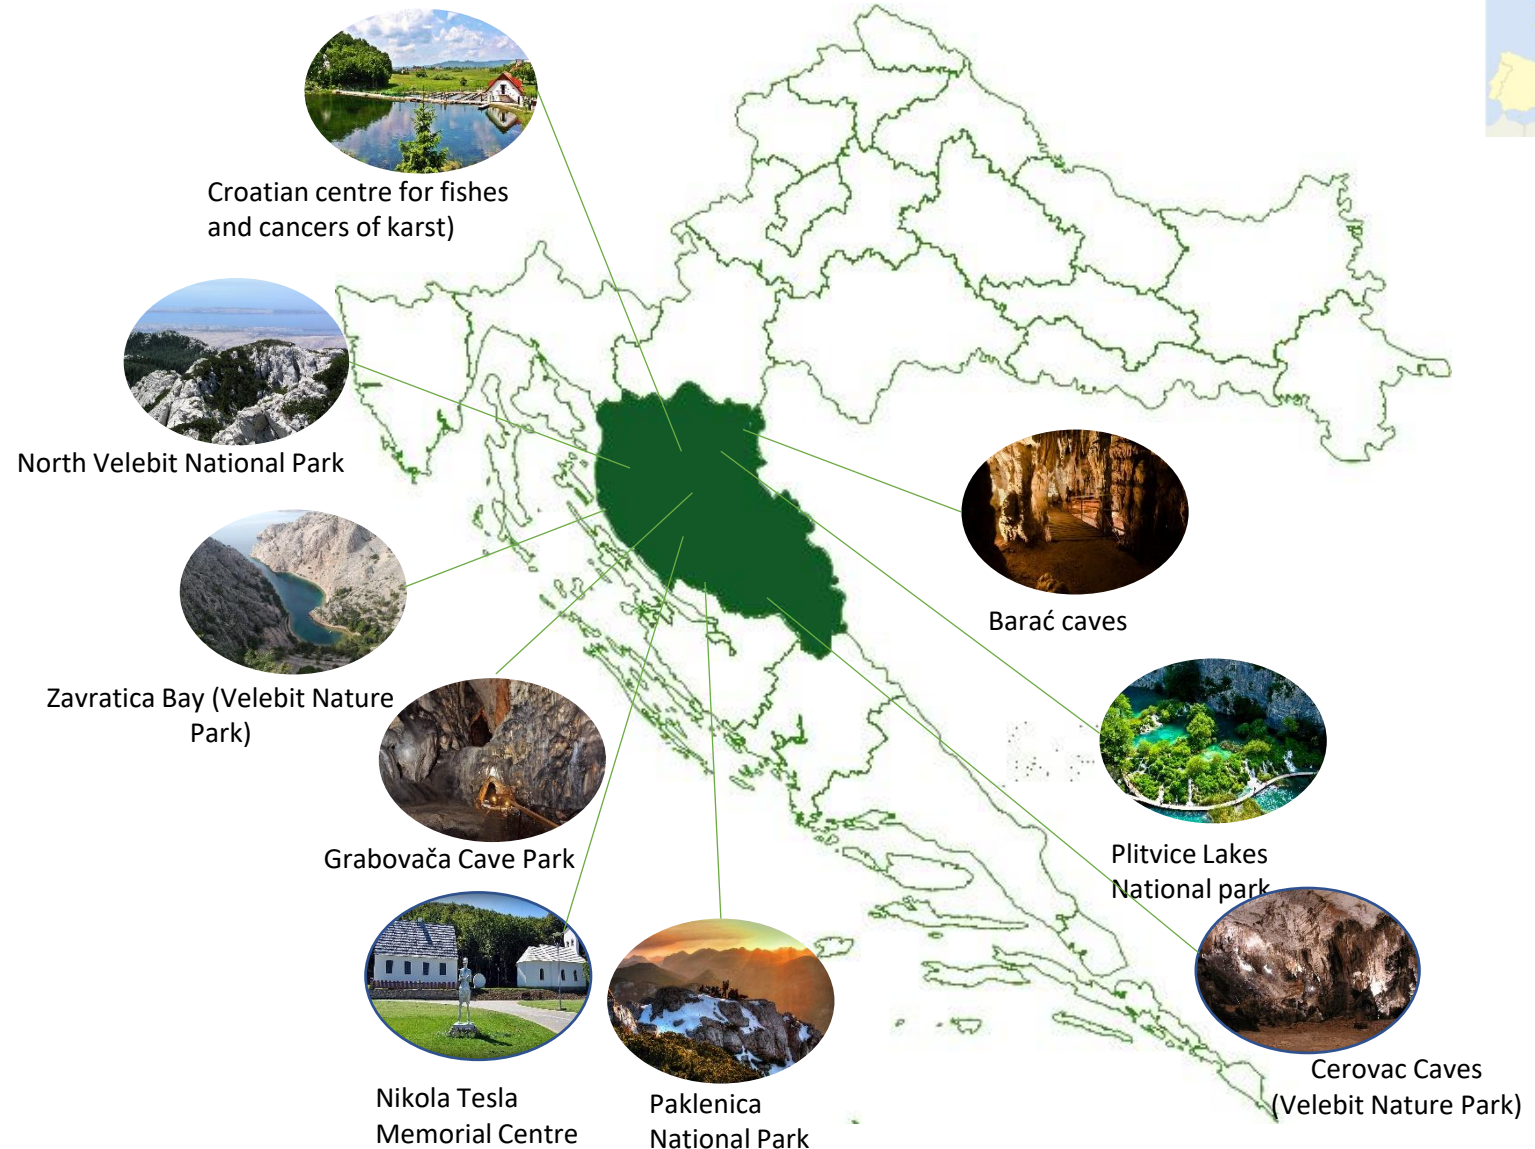 Croatian centre for fishes
and cancers of karst)
North Velebit National Park
Barać caves
Zavratica Bay (Velebit Nature
Park)
Grabovača Cave Park
Plitvice Lakes
National park
Cerovac Caves
(Velebit Nature Park)
Nikola Tesla
Memorial Centre
Paklenica
National Park